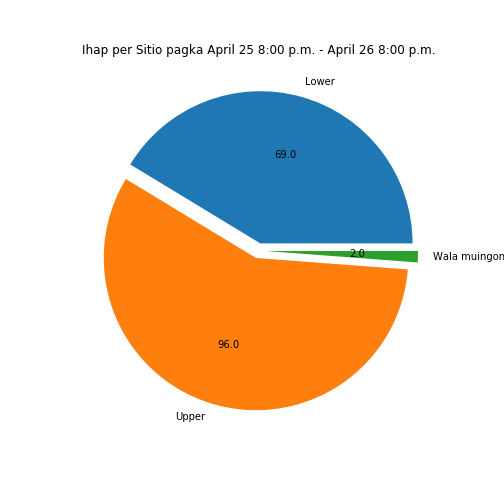 Ihap per Sitio pagka April 25 8:00 p.m. - April 26 8:00 p.m.
Lower
69.0
2.0
Wala muingon
96.0
Upper